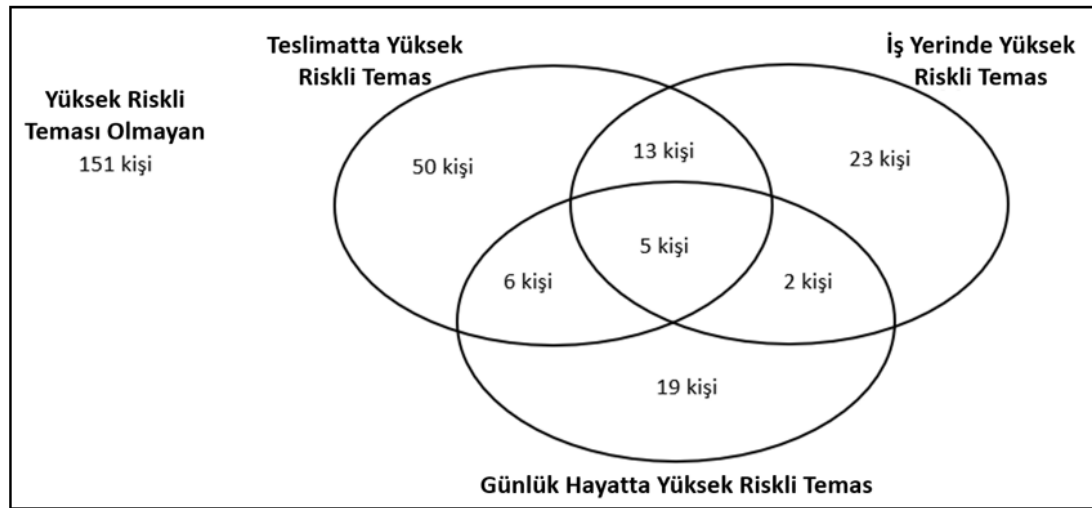 Teslimatta Yüksek
Riskli Temas
İş Yerinde Yüksek
Riskli Temas
Yüksek Riskli
Teması Olmayan
151 kişi
50 kişi
13 kişi
23 kişi
5 kişi
6 kişi
2 kişi
19 kişi
Günlük Hayatta Yüksek Riskli Temas